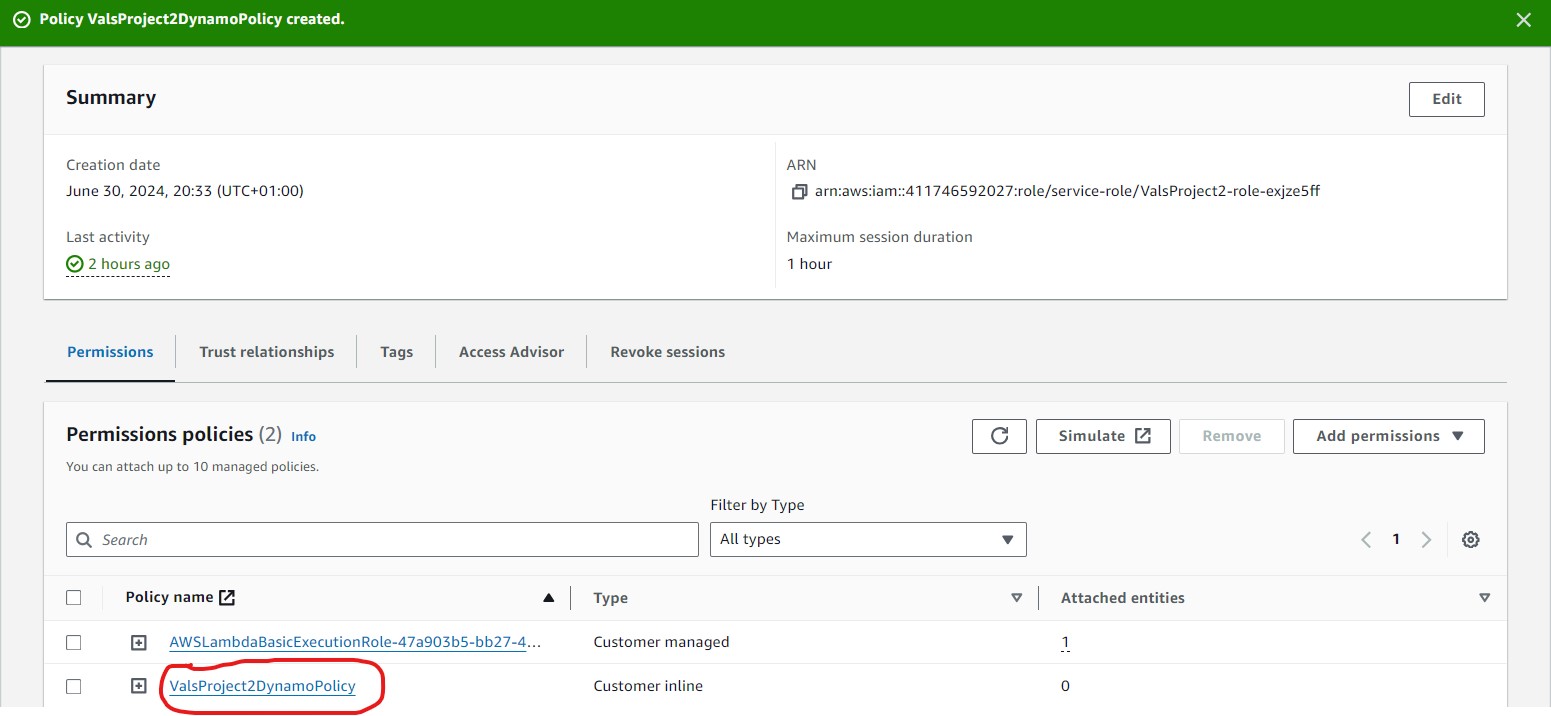 Policy ValsProject2DynamoPolicy created.
Summary
Edit
Creation date
June 30, 2024, 20:33 (UTC+01:00)
ARN
arn:aws:iam::411746592027:role/service-role/ValsProject2-role-exjze5ff
Last activity
2 hours ago
Maximum session duration
1 hour
Permissions Trust relationships Tags Access Advisor Revoke sessions
Permissions policies (2) Info
You can attach up to 10 managed policies.
Simulate Remove Add permissions
Filter by Type
Search All types 1
Policy name Type Attached entities
AWSLambdaBasicExecutionRole-47a903b5-bb27-4... Customer managed 1
ValsProject2DynamoPolicy Customer inline 0